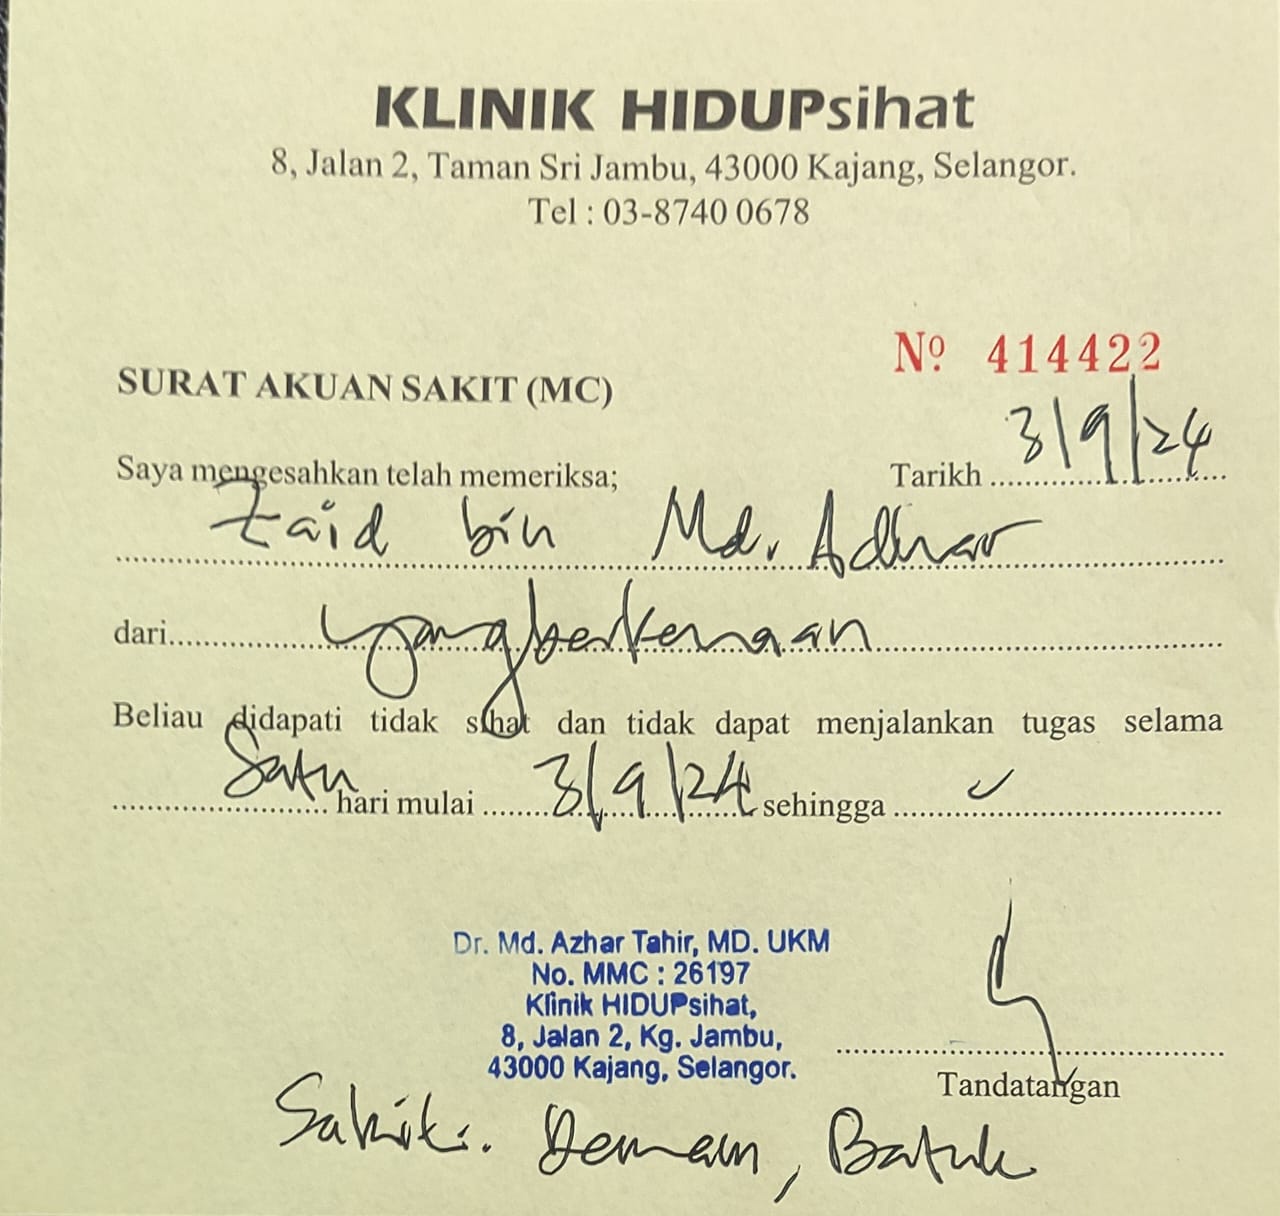 KLINIK HIDUPsihat
8, Jalan 2, Taman Sri Jambu, 43000 Kajang, Selangor.
Tel : 03-8740 0678
Nº 414422
SURAT AKUAN SAKIT (MC)
Saya mengesahkan telah memeriksa; Tarikh 3/9/24
Zaid bin Md. Adhar
dari yang berkenaan
Beliau didapati tidak sihat dan tidak dapat menjalankan tugas selama
Satu hari mulai 3/9/24 sehingga ✓
Dr. Md. Azhar Tahir, MD. UKM
No. MMC : 26197
Klinik HIDUPsihat,
8, Jalan 2, Kg. Jambu,
43000 Kajang, Selangor.
Tandatangan
Sakit: Demam, Batuk